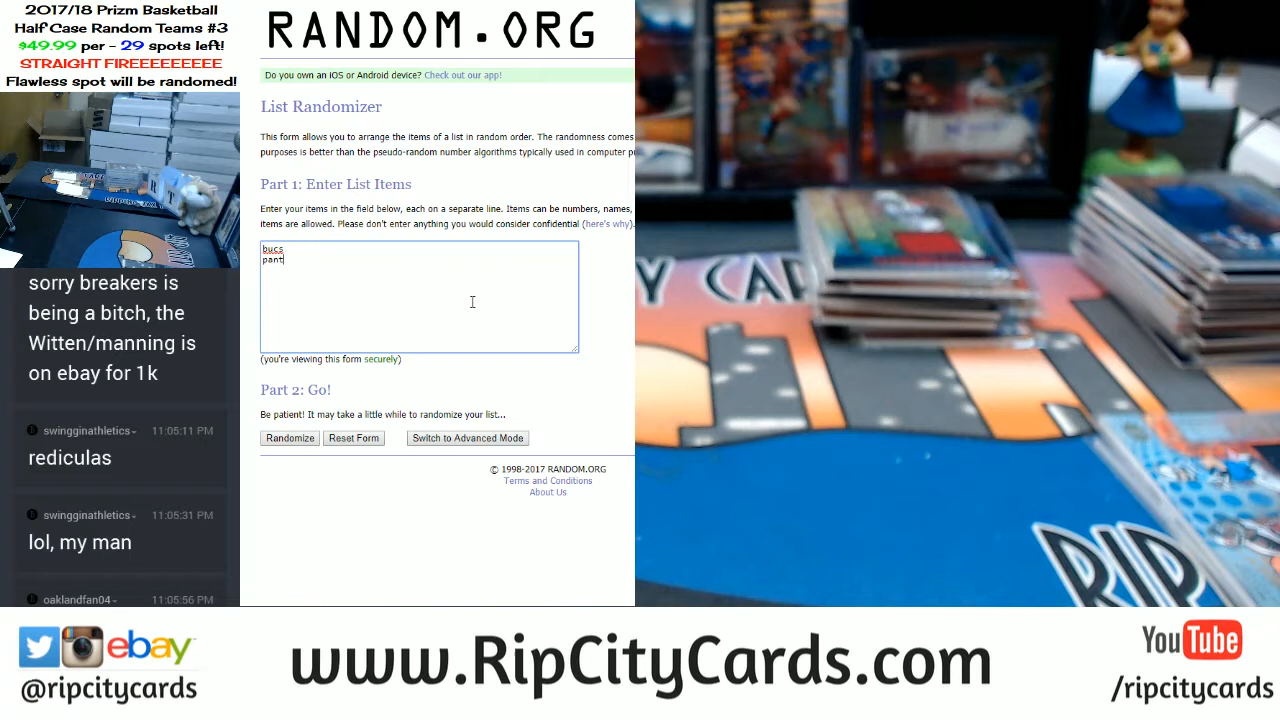 2017/18 Prizm Basketball
Half Case Random Teams #3
$49.99 per - 29 spots left!
STRAIGHT FIREEEEEEEEE
Flawless spot will be randomed!
sorry breakers is
being a bitch, the
Witten/manning is
on ebay for 1k
swingginathletics 11:05:11 PM
rediculas
swingginathletics 11:05:31 PM
lol, my man
oaklandfan04 11:05:56 PM
RANDOM.ORG
Do you own an iOS or Android device? Check out our app!
List Randomizer
This form allows you to arrange the items of a list in random order. The randomness comes
purposes is better than the pseudo-random number algorithms typically used in computer
Part 1: Enter List Items
Enter your items in the field below, each on a separate line. Items can be numbers, names,
items are allowed. Please don't enter anything you would consider confidential (here's why).
bucs
pant
(you're viewing this form securely)
Part 2: Go!
Be patient! It may take a little while to randomize your list...
Randomize Reset Form Switch to Advanced Mode
© 1998-2017 RANDOM.ORG
Terms and Conditions
About Us
RIP
ebay
@ripcitycards
www.RipCityCards.com
YouTube
/ripcitycards